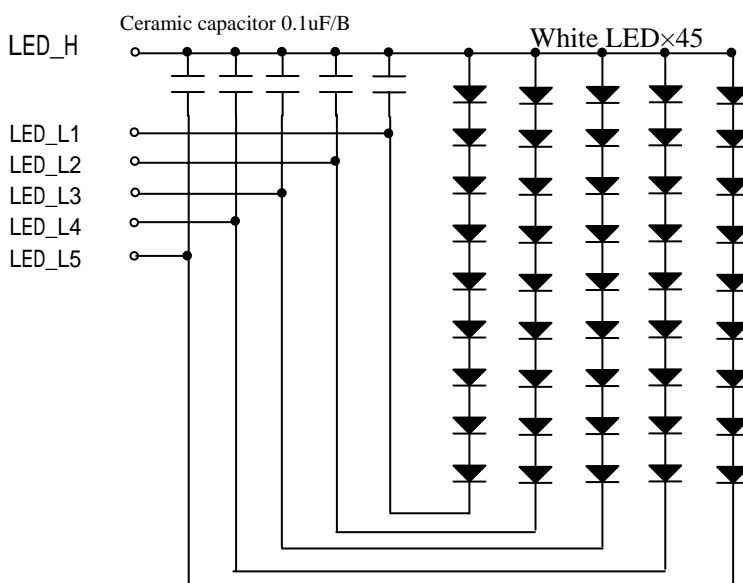 Ceramic capacitor 0.1uF/B
LED_H
White LED×45
LED_L1
LED_L2
LED_L3
LED_L4
LED_L5